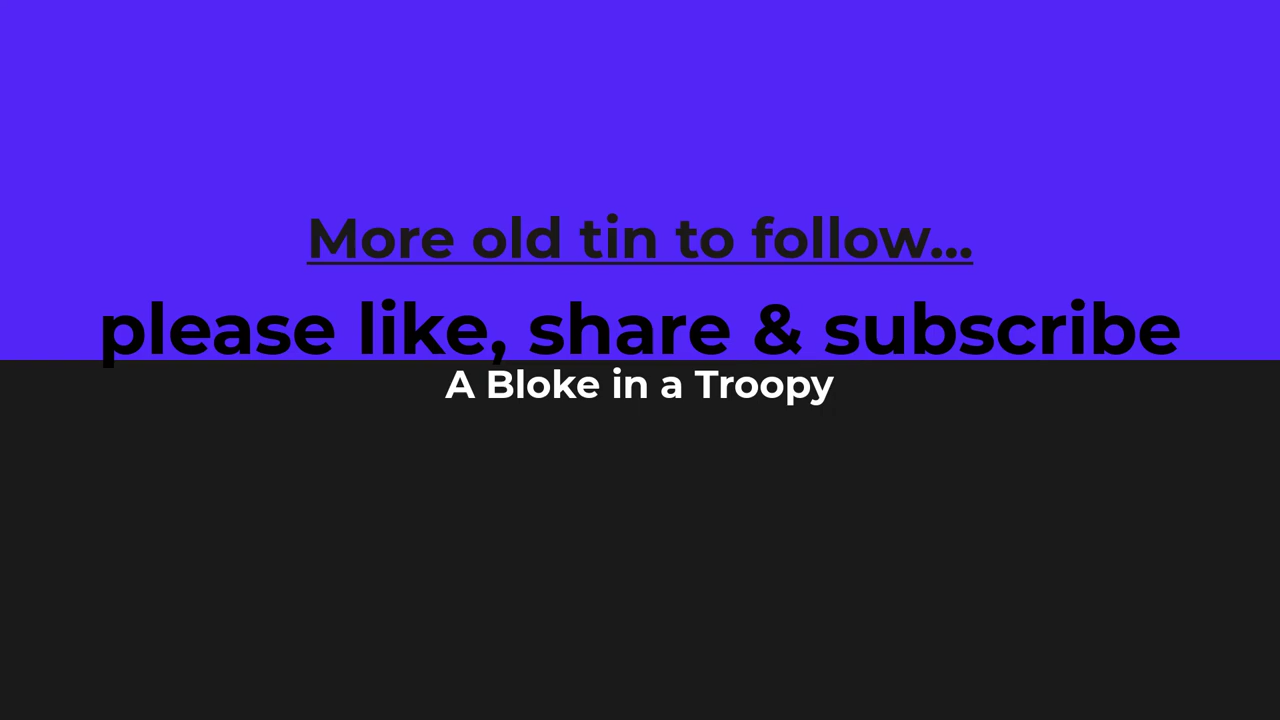 More old tin to follow...
please like, share & subscribe
A Bloke in a Troopy